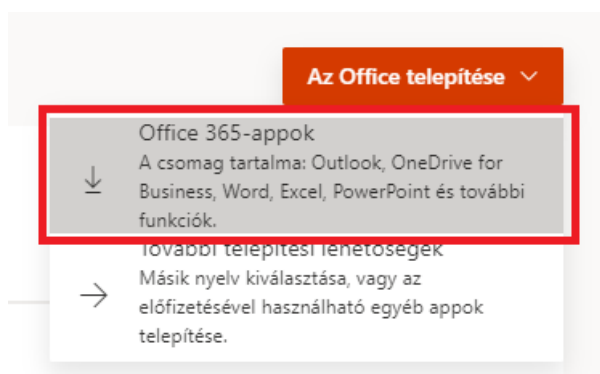 Az Office telepítése
Office 365-appok
A csomag tartalma: Outlook, OneDrive for
Business, Word, Excel, PowerPoint és további
funkciók.
További telepítési lehetőségek
Másik nyelv kiválasztása, vagy az
előfizetésével használható egyéb appok
telepítése.